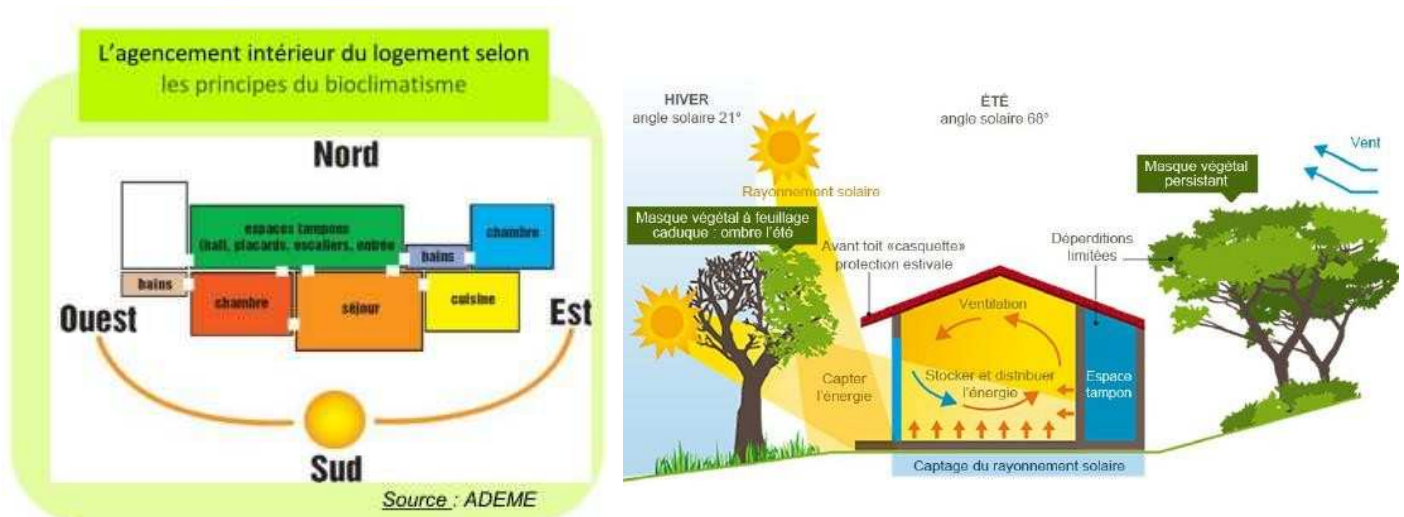 L'agencement intérieur du logement selon
les principes du bioclimatisme
Nord
espaces tampons
(hall, placards, escaliers, entrée
chambre
bains
bains
chambre
séjour
cuisine
Ouest
Est
Sud
Source : ADEME
HIVER
angle solaire 21°
ÉTÉ
angle solaire 68°
Vent
Masque végétal
persistant
Rayonnement solaire
Masque végétal à feuillage
caduque : ombre l'été
Avant toit «casquette»
protection estivale
Déperditions
limitées
Ventilation
Capter
l'énergie
Stocker et distribuer
l'énergie
Espace
tampon
Captage du rayonnement solaire